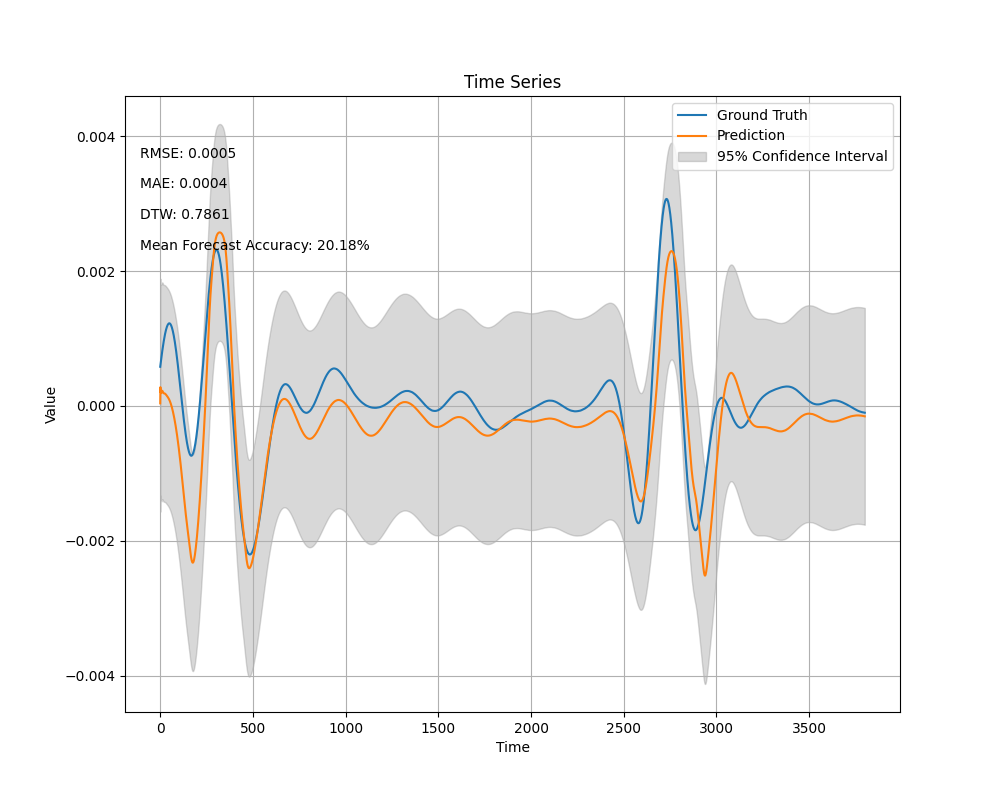 Time Series
Ground Truth
Prediction
95% Confidence Interval
RMSE: 0.0005
MAE: 0.0004
DTW: 0.7861
Mean Forecast Accuracy: 20.18%
0.004
0.002
0.000
−0.002
−0.004
Value
0 500 1000 1500 2000 2500 3000 3500
Time